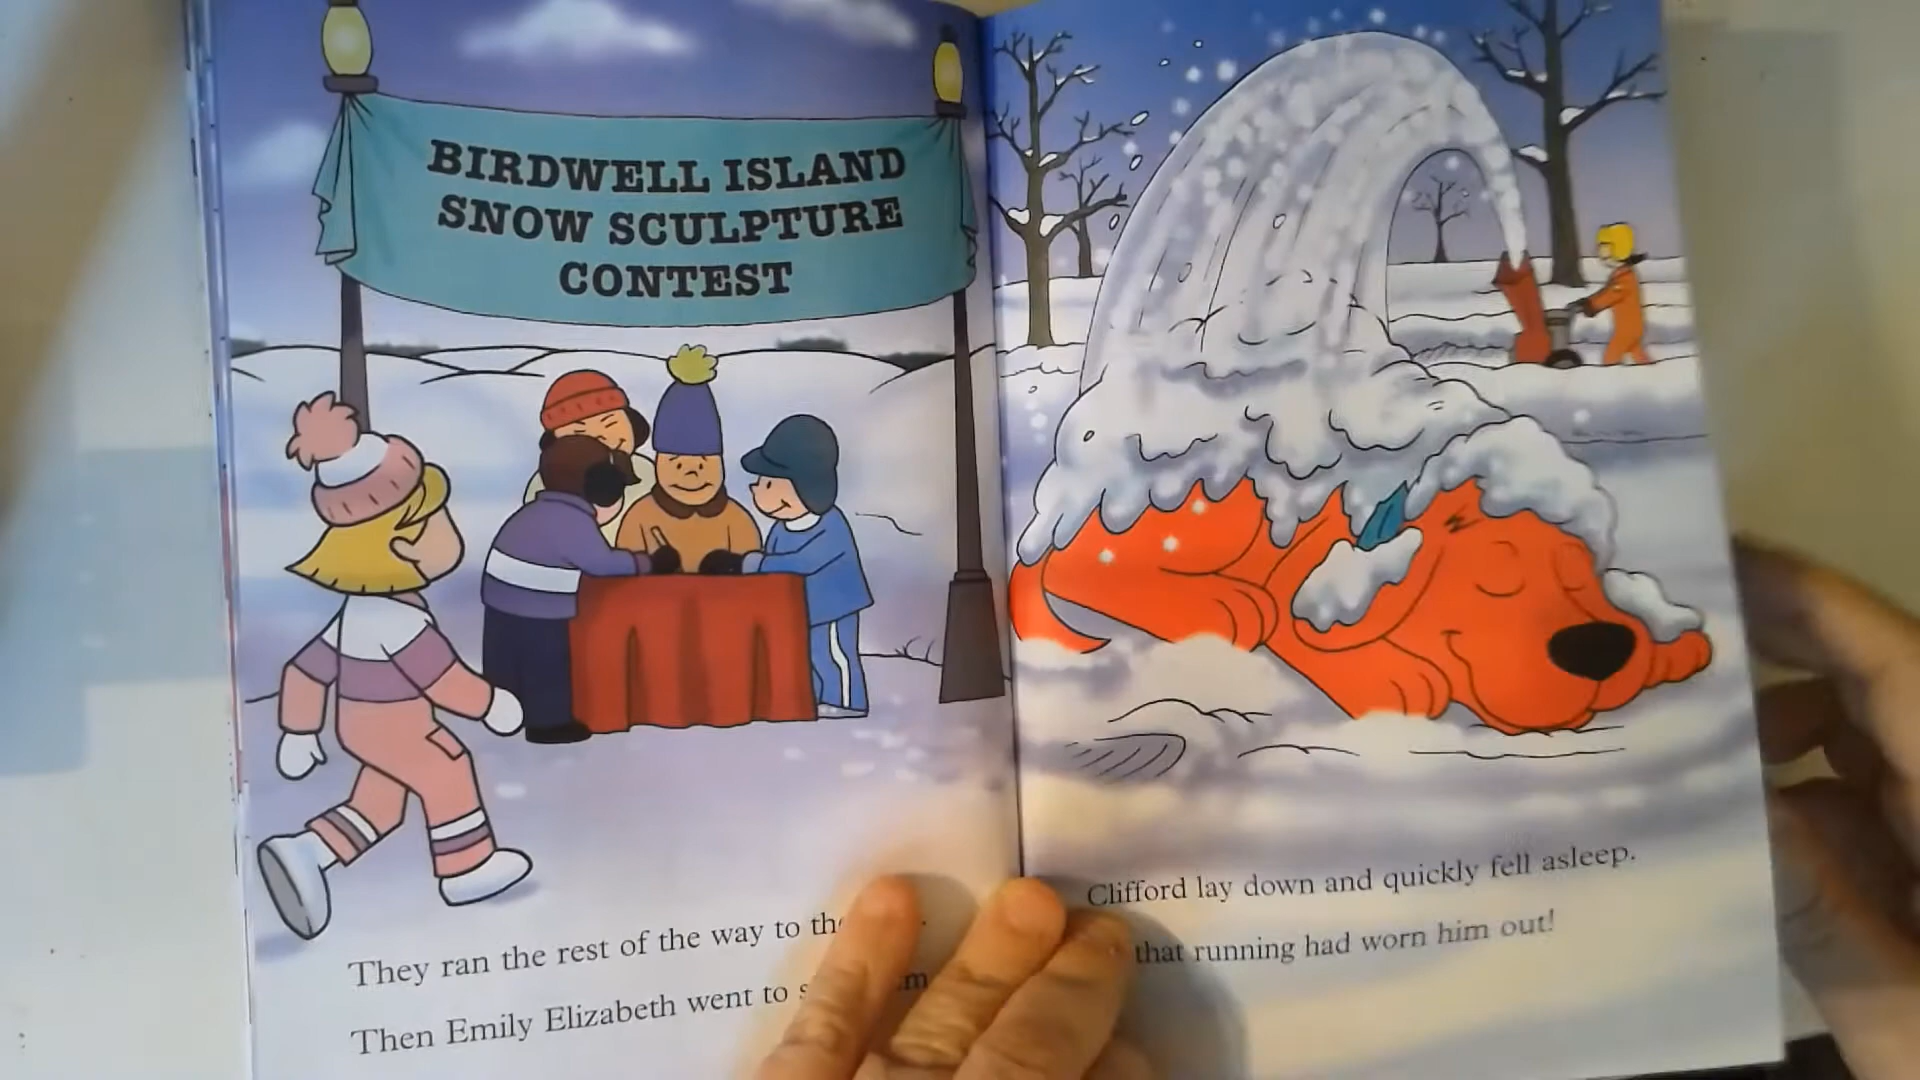 BIRDWELL ISLAND
SNOW SCULPTURE
CONTEST
They ran the rest of the way to
Then Emily Elizabeth went to
Clifford lay down and quickly fell asleep.
that running had worn him out!